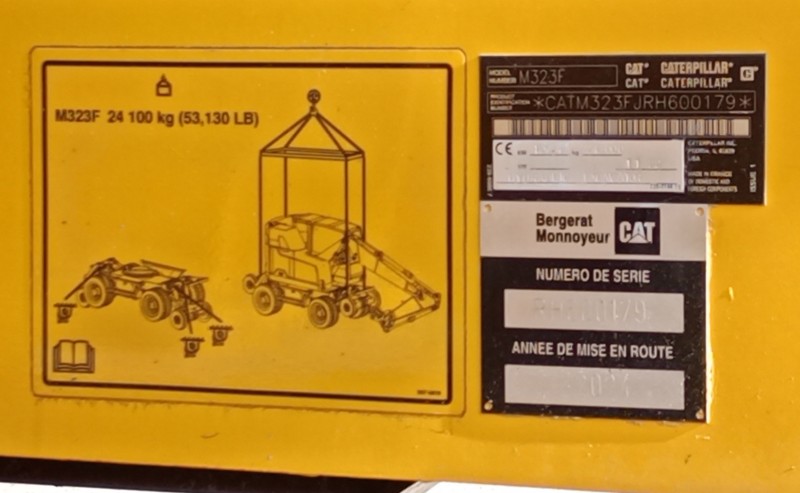 M323F 24 100 kg (53,130 LB)
MODEL NUMBER M323F
CAT® CATERPILLAR®
CAT® CATERPILLAR®
C
PRODUCT IDENTIFICATION NUMBER *CATM323FJRH600179*
CATERPILLAR INC.
PEORIA, IL 61629
USA
CE
MADE IN FRANCE
OF DOMESTIC AND
FOREIGN COMPONENTS
ISSUE 1
Bergerat
Monnoyeur
CAT
NUMERO DE SERIE
ANNEE DE MISE EN ROUTE